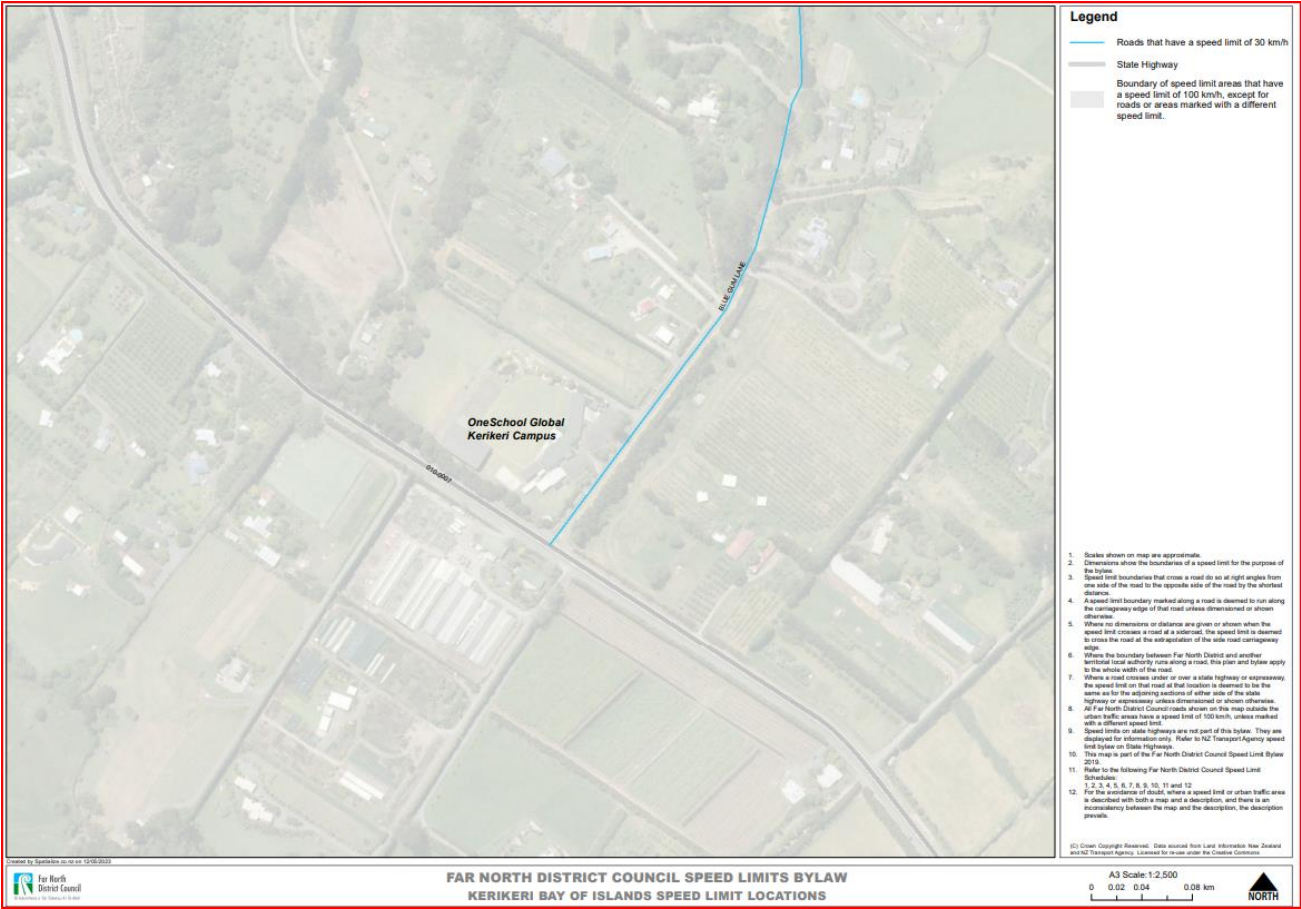 Legend
Roads that have a speed limit of 30 km/h
State Highway
Boundary of speed limit areas that have
a speed limit of 100 km/h, except for
roads or areas marked with a different
speed limit.
BLUE GUM LANE
OneSchool Global
Kerikeri Campus
010-0001
1. Scales shown on map are approximate.
2. Dimensions show the boundaries of a speed limit for the purpose of
the bylaw.
3. Speed limit boundaries that cross a road do so at right angles from
one side of the road to the opposite side of the road by the shortest
distance.
4. A speed limit boundary marked along a road is deemed to run along
the carriageway edge of that road unless dimensioned or shown
otherwise.
5. Where no dimensions or distance are given or shown when the
speed limit crosses a road at a sideroad, the speed limit is deemed
to cross the road at the extrapolation of the side road carriageway
edge.
6. Where the boundary between Far North District and another
territorial local authority runs along a road, this plan and bylaw apply
to the whole width of the road.
7. Where a road crosses under or over a state highway or expressway,
the speed limit on that road at that location is deemed to be the
same as for the adjoining sections of either side of the state
highway or expressway unless dimensioned or shown otherwise.
8. All Far North District Council roads shown on this map outside the
urban traffic areas have a speed limit of 100 km/h, unless marked
with a different speed limit.
9. Speed limits on state highways are not part of this bylaw. They are
displayed for information only. Refer to NZ Transport Agency speed
limit bylaw on State Highways.
10. This map is part of the Far North District Council Speed Limit Bylaw
2019.
11. Refer to the following Far North District Council Speed Limit
Schedules:
1, 2, 3, 4, 5, 6, 7, 8, 9, 10, 11 and 12
12. For the avoidance of doubt, where a speed limit or urban traffic area
is described with both a map and a description, and there is an
inconsistency between the map and the description, the description
prevails.
(C) Crown Copyright Reserved. Data sourced from Land Information New Zealand
and NZ Transport Agency. Licensed for re-use under the Creative Commons
Created by Spatialize.co.nz on 12/05/2023
Far North
District Council
FAR NORTH DISTRICT COUNCIL SPEED LIMITS BYLAW
KERIKERI BAY OF ISLANDS SPEED LIMIT LOCATIONS
A3 Scale: 1:2,500
0 0.02 0.04 0.08 km
NORTH